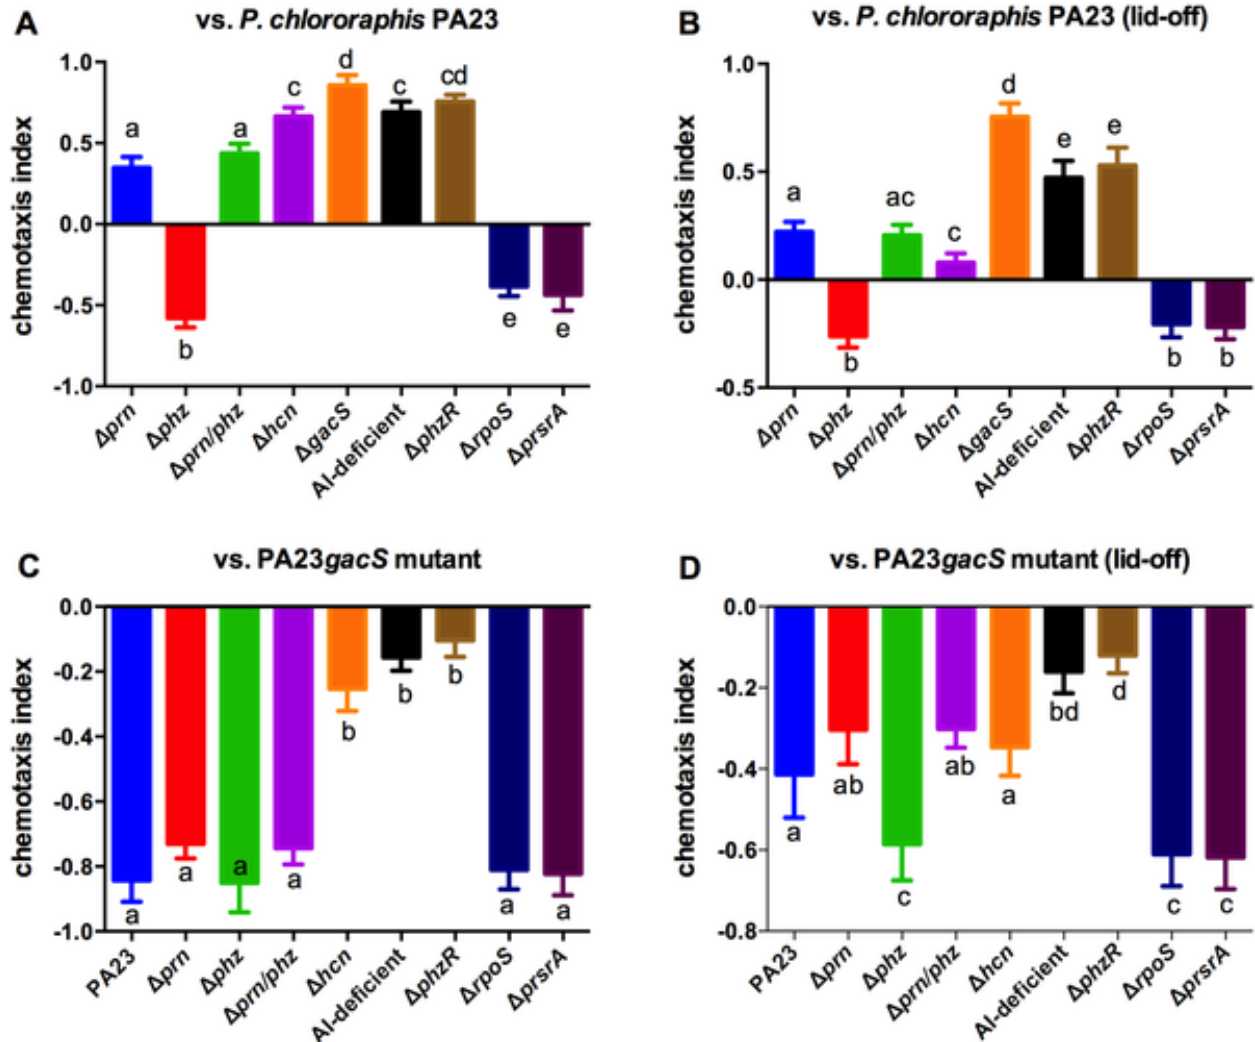 A
vs. P. chlororaphis PA23
chemotaxis index
1.0
0.5
0.0
-0.5
-1.0
a
b
a
c
d
c
cd
e
e
Δprn
Δphz
Δprn/phz
Δhcn
ΔgacS
AI-deficient
ΔphzR
ΔrpoS
ΔprsrA
B
vs. P. chlororaphis PA23 (lid-off)
chemotaxis index
1.0
0.5
0.0
-0.5
a
b
ac
c
d
e
e
b
b
Δprn
Δphz
Δprn/phz
Δhcn
ΔgacS
AI-deficient
ΔphzR
ΔrpoS
ΔprsrA
C
vs. PA23gacS mutant
chemotaxis index
0.0
-0.2
-0.4
-0.6
-0.8
-1.0
a
a
a
a
b
b
b
a
a
PA23
Δprn
Δphz
Δprn/phz
Δhcn
AI-deficient
ΔphzR
ΔrpoS
ΔprsrA
D
vs. PA23gacS mutant (lid-off)
chemotaxis index
0.0
-0.2
-0.4
-0.6
-0.8
a
ab
c
ab
a
bd
d
c
c
PA23
Δprn
Δphz
Δprn/phz
Δhcn
AI-deficient
ΔphzR
ΔrpoS
ΔprsrA